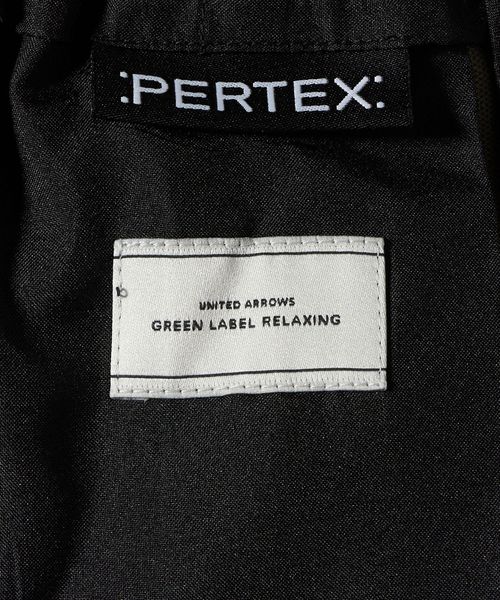 :PERTEX:
UNITED ARROWS
GREEN LABEL RELAXING